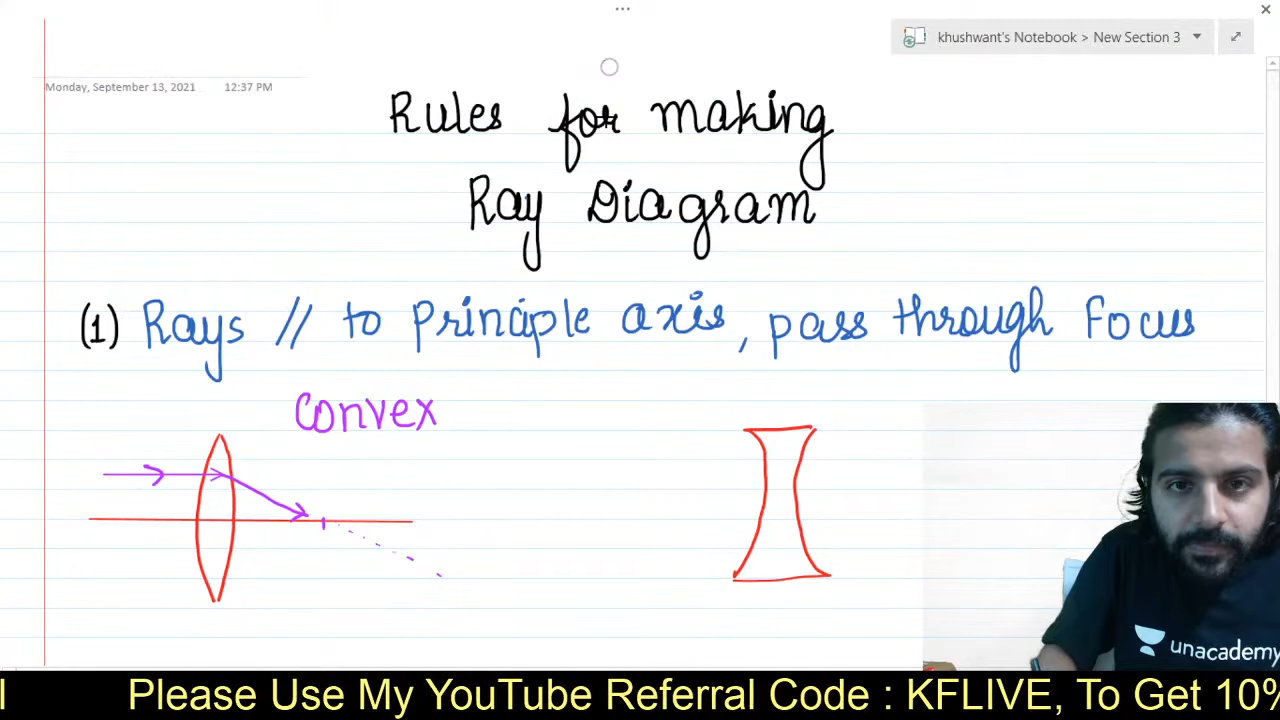 khushwant's Notebook > New Section 3
Monday, September 13, 2021 12:37 PM
Rules for making
Ray Diagram
(1) Rays // to Principle axis, pass through Focus
Convex
unacademy
Please Use My YouTube Referral Code : KFLIVE, To Get 10%